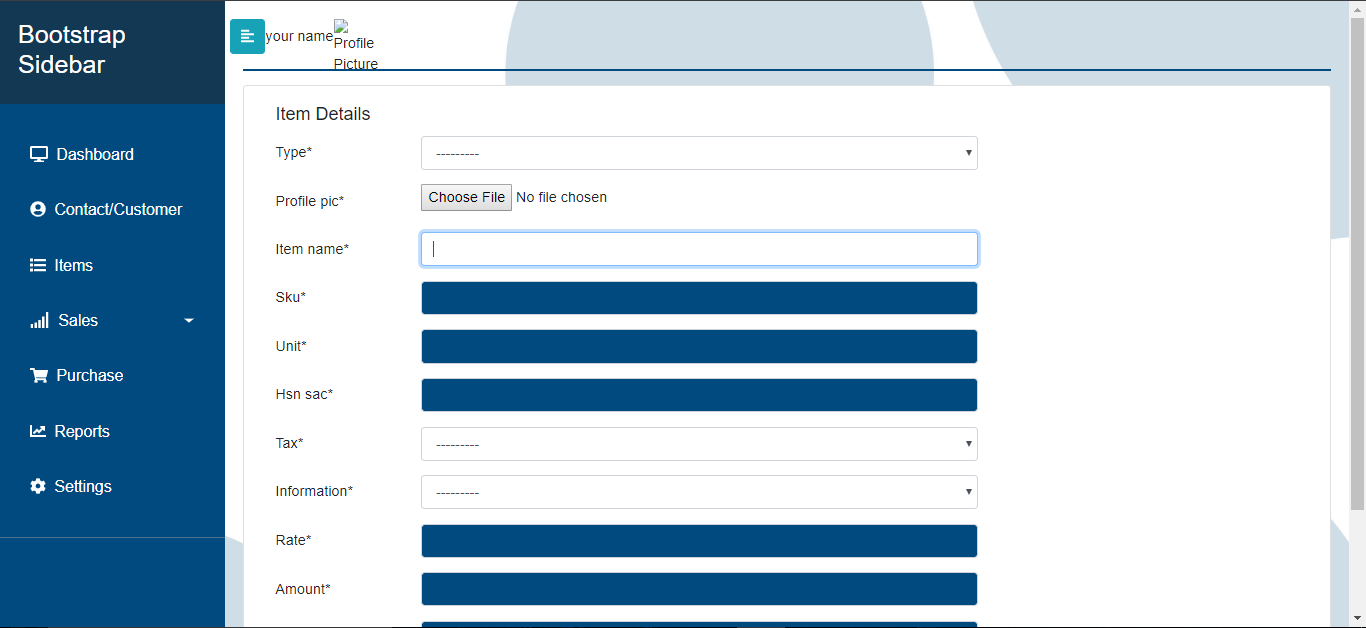 Bootstrap
Sidebar
your name
Profile
Picture
Dashboard
Contact/Customer
Items
Sales
Purchase
Reports
Settings
Item Details
Type* ---------
Profile pic* Choose File No file chosen
Item name*
Sku*
Unit*
Hsn sac*
Tax* ---------
Information* ---------
Rate*
Amount*